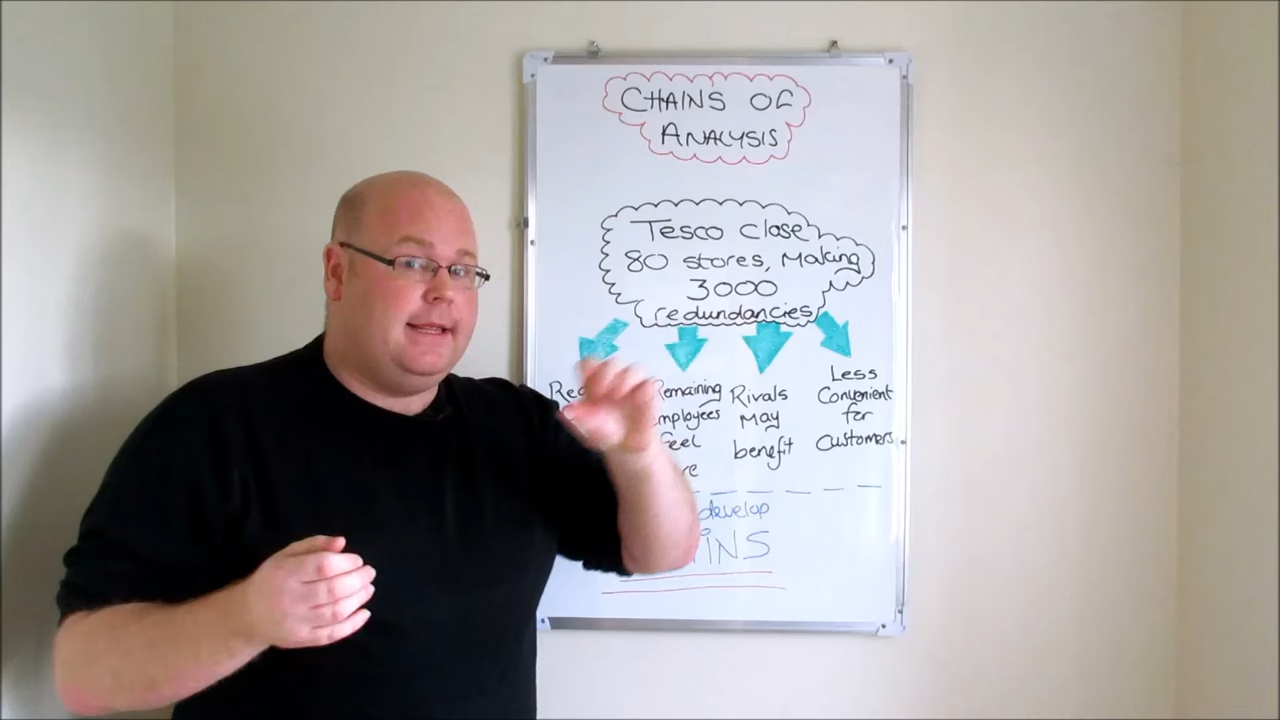 CHAINS OF
ANALYSIS
Tesco close
80 stores, Making
3000
redundancies
Remaining
employees
feel
Rivals
May
benefit
Less
Convenient
for
Customers
develop